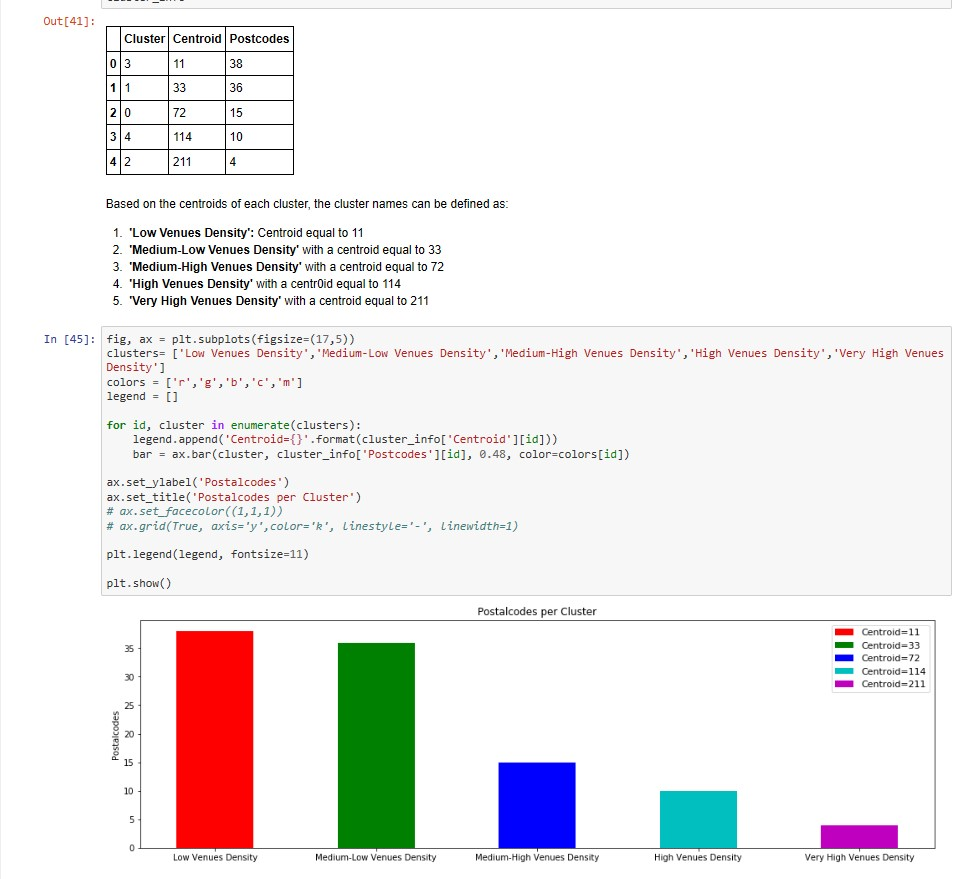 Out[41]:
Cluster Centroid Postcodes
0 3 11 38
1 1 33 36
2 0 72 15
3 4 114 10
4 2 211 4
Based on the centroids of each cluster, the cluster names can be defined as:
1. 'Low Venues Density': Centroid equal to 11
2. 'Medium-Low Venues Density' with a centroid equal to 33
3. 'Medium-High Venues Density' with a centroid equal to 72
4. 'High Venues Density' with a centr0id equal to 114
5. 'Very High Venues Density' with a centroid equal to 211
In [45]:
fig, ax = plt.subplots(figsize=(17,5))
clusters= ['Low Venues Density','Medium-Low Venues Density','Medium-High Venues Density','High Venues Density','Very High Venues
Density']
colors = ['r','g','b','c','m']
legend = []
for id, cluster in enumerate(clusters):
    legend.append('Centroid={}'.format(cluster_info['Centroid'][id]))
    bar = ax.bar(cluster, cluster_info['Postcodes'][id], 0.48, color=colors[id])
ax.set_ylabel('Postalcodes')
ax.set_title('Postalcodes per Cluster')
# ax.set_facecolor((1,1,1))
# ax.grid(True, axis='y',color='k', linestyle='-', linewidth=1)
plt.legend(legend, fontsize=11)
plt.show()
Postalcodes per Cluster
Centroid=11
Centroid=33
Centroid=72
Centroid=114
Centroid=211
Postalcodes
35
30
25
20
15
10
5
0
Low Venues Density
Medium-Low Venues Density
Medium-High Venues Density
High Venues Density
Very High Venues Density